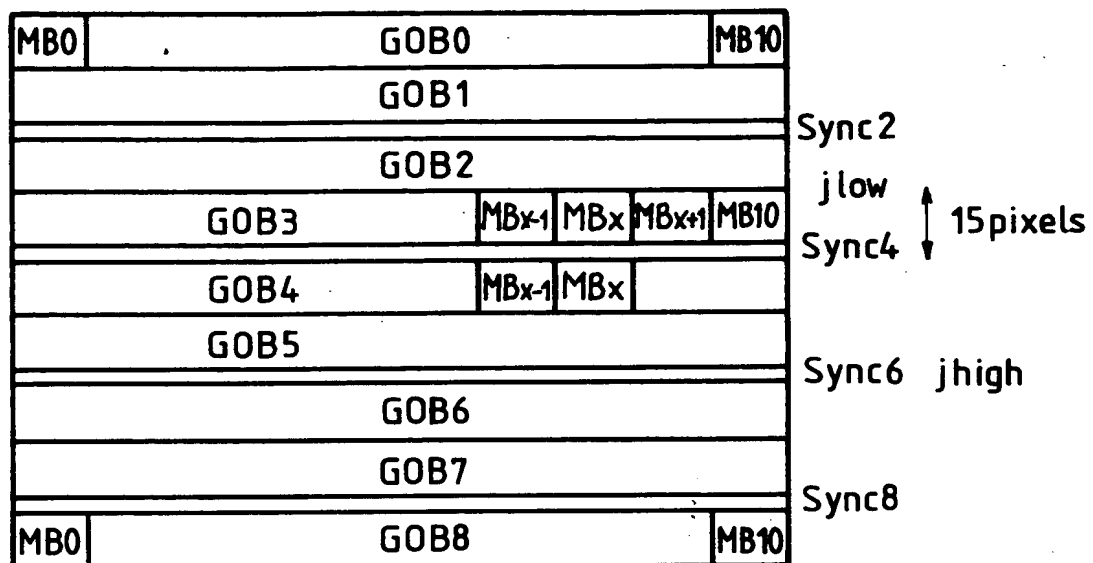 MB0 GOB0 MB10
GOB1
Sync2
GOB2
jlow
GOB3 MBx-1 MBx MBx+1 MB10
15pixels
Sync4
GOB4 MBx-1 MBx
GOB5
Sync6 jhigh
GOB6
GOB7
Sync8
MB0 GOB8 MB10